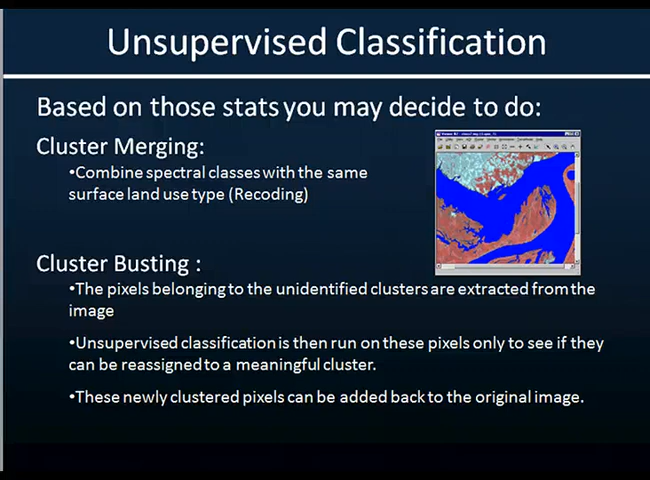 Unsupervised Classification
Based on those stats you may decide to do:
Cluster Merging:
•Combine spectral classes with the same
surface land use type (Recoding)
Cluster Busting :
•The pixels belonging to the unidentified clusters are extracted from the
image
•Unsupervised classification is then run on these pixels only to see if they
can be reassigned to a meaningful cluster.
•These newly clustered pixels can be added back to the original image.